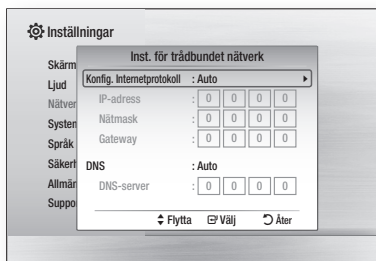 Inställningar
Inst. för trådbundet nätverk
Skärm
Ljud
Nätver
System
Språk
Säkerh
Allmän
Suppo
Konfig. Internetprotokoll : Auto
IP-adress : 0 0 0 0
Nätmask : 0 0 0 0
Gateway : 0 0 0 0
DNS : Auto
DNS-server : 0 0 0 0
Flytta Välj Åter